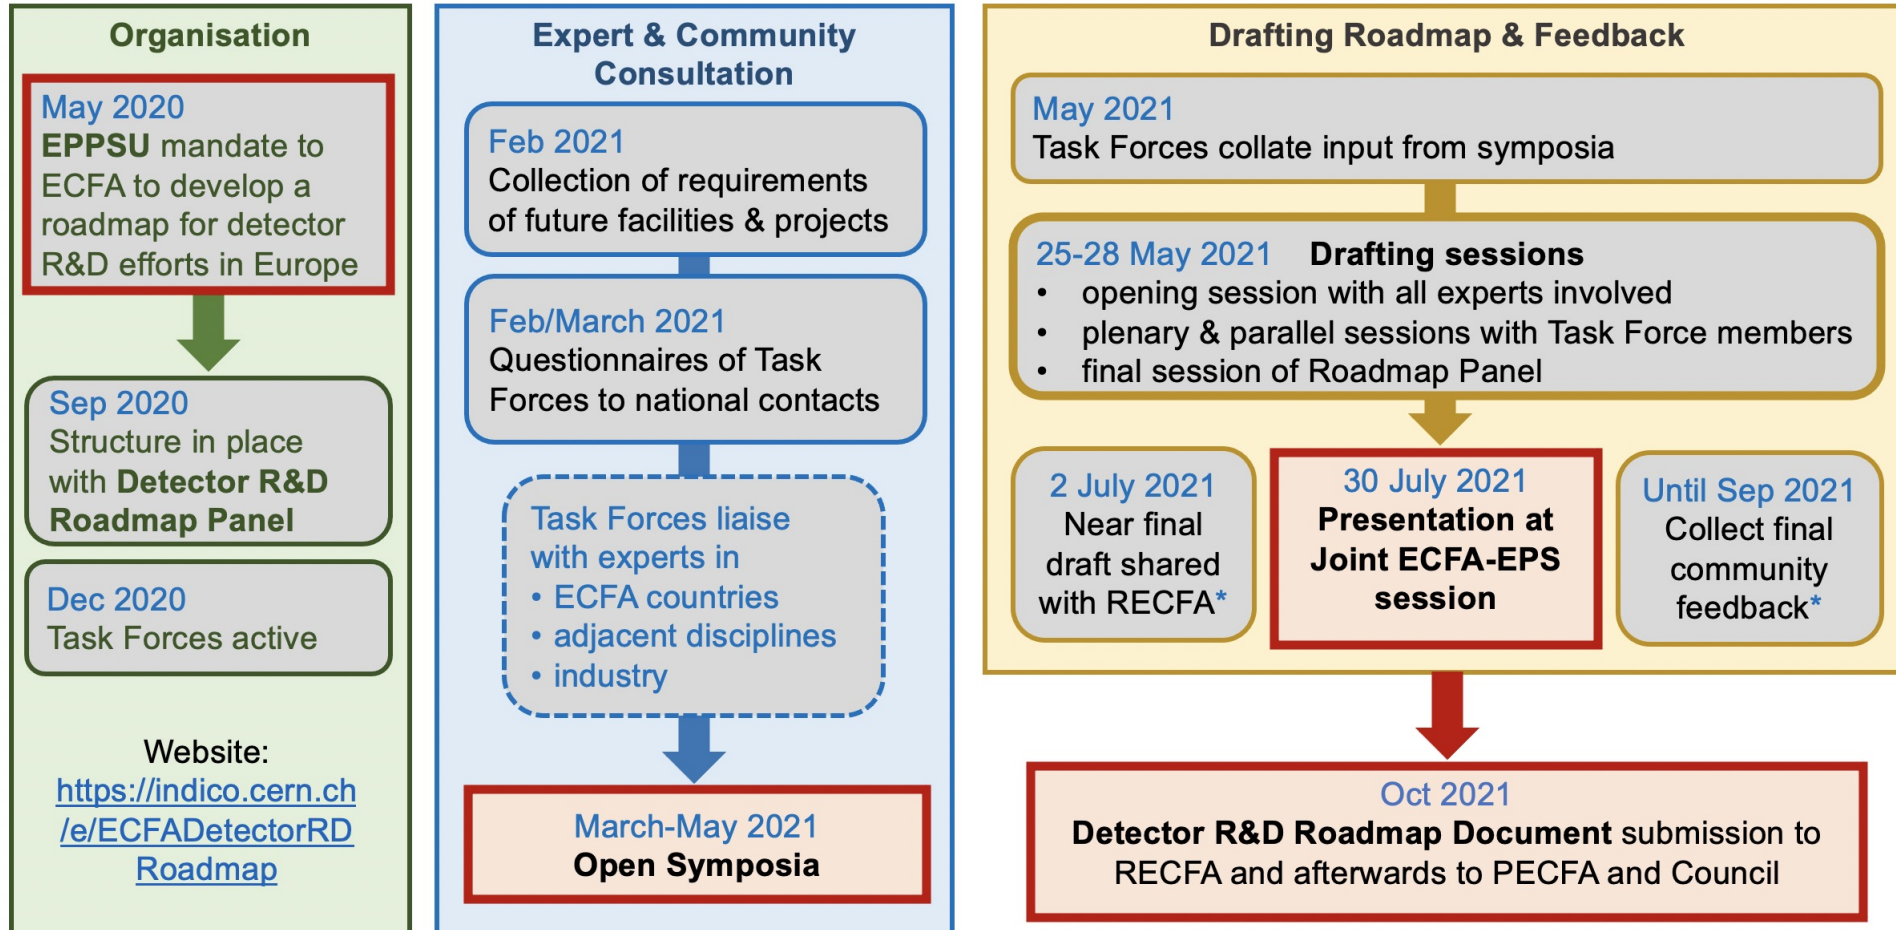 Organisation
May 2020
EPPSU mandate to
ECFA to develop a
roadmap for detector
R&D efforts in Europe
Sep 2020
Structure in place
with Detector R&D
Roadmap Panel
Dec 2020
Task Forces active
Website:
https://indico.cern.ch
/e/ECFADetectorRD
Roadmap
Expert & Community
Consultation
Feb 2021
Collection of requirements
of future facilities & projects
Feb/March 2021
Questionnaires of Task
Forces to national contacts
Task Forces liaise
with experts in
• ECFA countries
• adjacent disciplines
• industry
March-May 2021
Open Symposia
Drafting Roadmap & Feedback
May 2021
Task Forces collate input from symposia
25-28 May 2021 Drafting sessions
• opening session with all experts involved
• plenary & parallel sessions with Task Force members
• final session of Roadmap Panel
2 July 2021
Near final
draft shared
with RECFA*
30 July 2021
Presentation at
Joint ECFA-EPS
session
Until Sep 2021
Collect final
community
feedback*
Oct 2021
Detector R&D Roadmap Document submission to
RECFA and afterwards to PECFA and Council